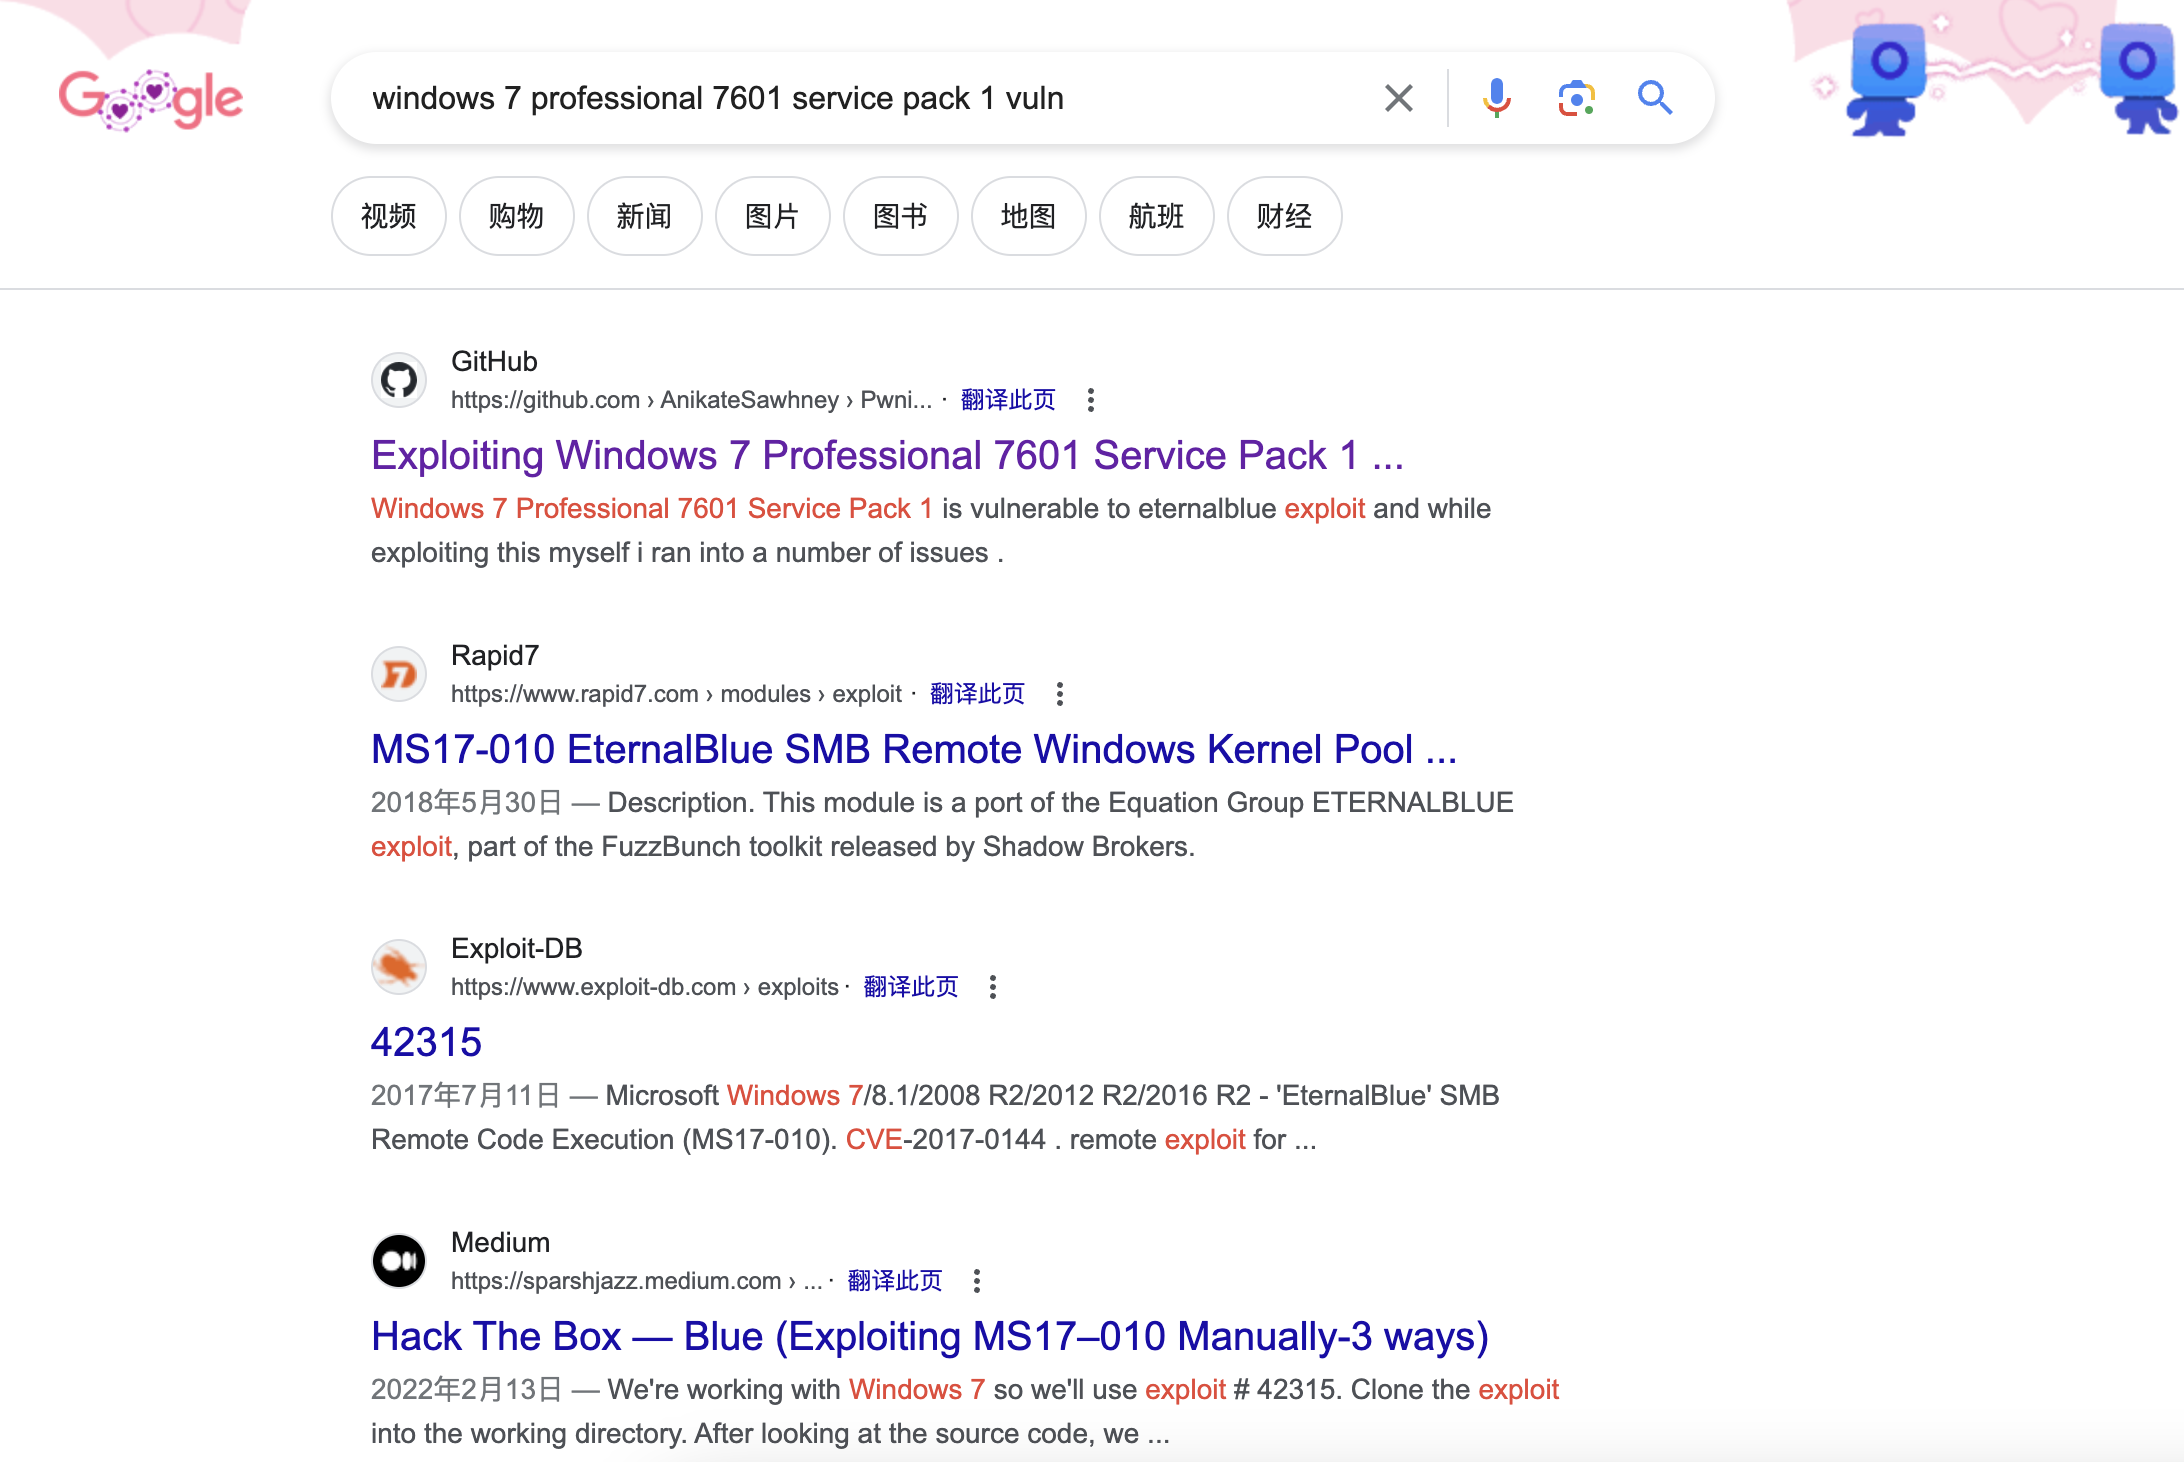 Google
windows 7 professional 7601 service pack 1 vuln
视频 购物 新闻 图片 图书 地图 航班 财经
GitHub
https://github.com › AnikateSawhney › Pwni... · 翻译此页
Exploiting Windows 7 Professional 7601 Service Pack 1 ...
Windows 7 Professional 7601 Service Pack 1 is vulnerable to eternalblue exploit and while
exploiting this myself i ran into a number of issues .
Rapid7
https://www.rapid7.com › modules › exploit · 翻译此页
MS17-010 EternalBlue SMB Remote Windows Kernel Pool ...
2018年5月30日 — Description. This module is a port of the Equation Group ETERNALBLUE
exploit, part of the FuzzBunch toolkit released by Shadow Brokers.
Exploit-DB
https://www.exploit-db.com › exploits · 翻译此页
42315
2017年7月11日 — Microsoft Windows 7/8.1/2008 R2/2012 R2/2016 R2 - 'EternalBlue' SMB
Remote Code Execution (MS17-010). CVE-2017-0144 . remote exploit for ...
Medium
https://sparshjazz.medium.com › ... · 翻译此页
Hack The Box — Blue (Exploiting MS17–010 Manually-3 ways)
2022年2月13日 — We're working with Windows 7 so we'll use exploit # 42315. Clone the exploit
into the working directory. After looking at the source code, we ...